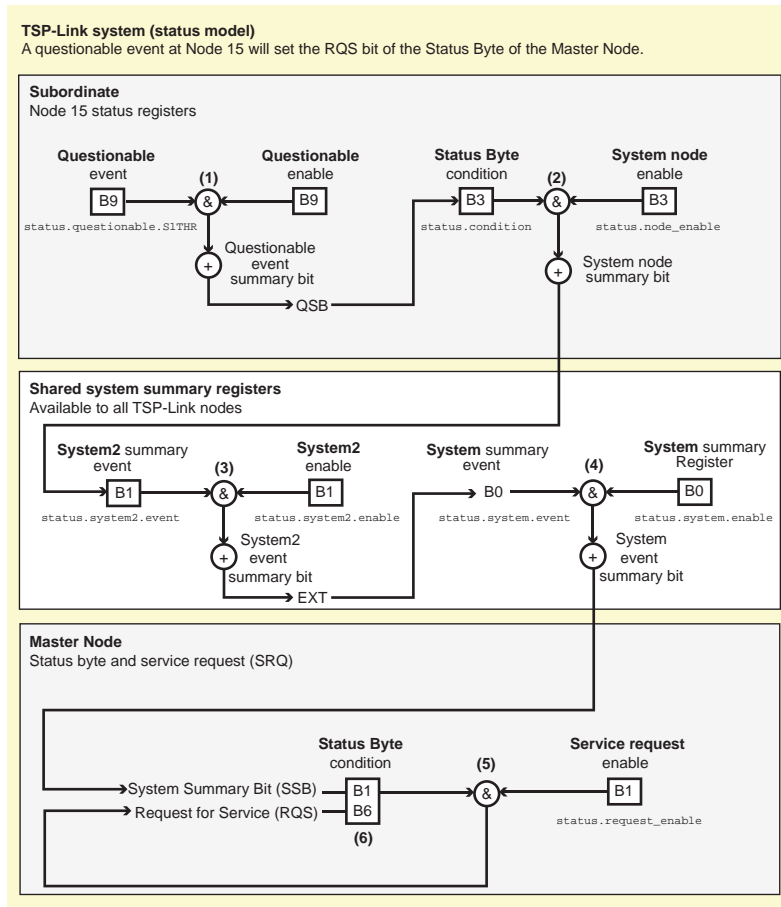 TSP-Link system (status model)
A questionable event at Node 15 will set the RQS bit of the Status Byte of the Master Node.
Subordinate
Node 15 status registers
Questionable
event
B9
status.questionable.S1THR
(1)
&
Questionable
enable
B9
+
Questionable
event
summary bit
QSB
Status Byte
condition
B3
status.condition
(2)
&
System node
enable
B3
status.node_enable
+
System node
summary bit
Shared system summary registers
Available to all TSP-Link nodes
System2 summary
event
B1
status.system2.event
(3)
&
System2
enable
B1
status.system2.enable
+
System2
event
summary bit
EXT
System summary
event
B0
status.system.event
(4)
&
System summary
Register
B0
status.system.enable
+
System
event
summary bit
Master Node
Status byte and service request (SRQ)
Status Byte
condition
System Summary Bit (SSB)
B1
Request for Service (RQS)
B6
(6)
(5)
&
Service request
enable
B1
status.request_enable